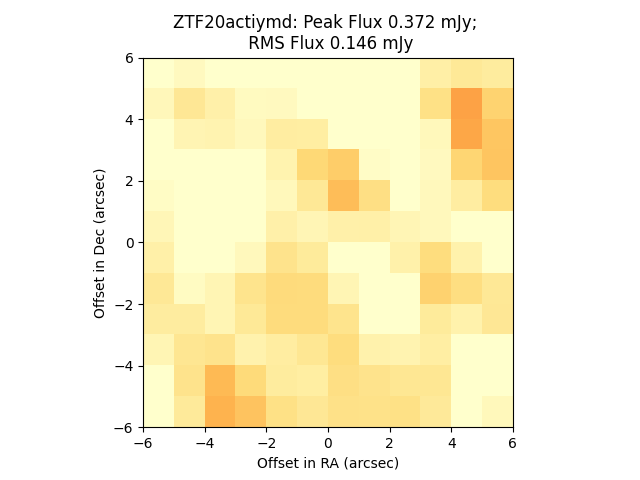 ZTF20actiymd: Peak Flux 0.372 mJy;
RMS Flux 0.146 mJy
6
4
2
0
−2
−4
−6
Offset in Dec (arcsec)
−6 −4 −2 0 2 4 6
Offset in RA (arcsec)